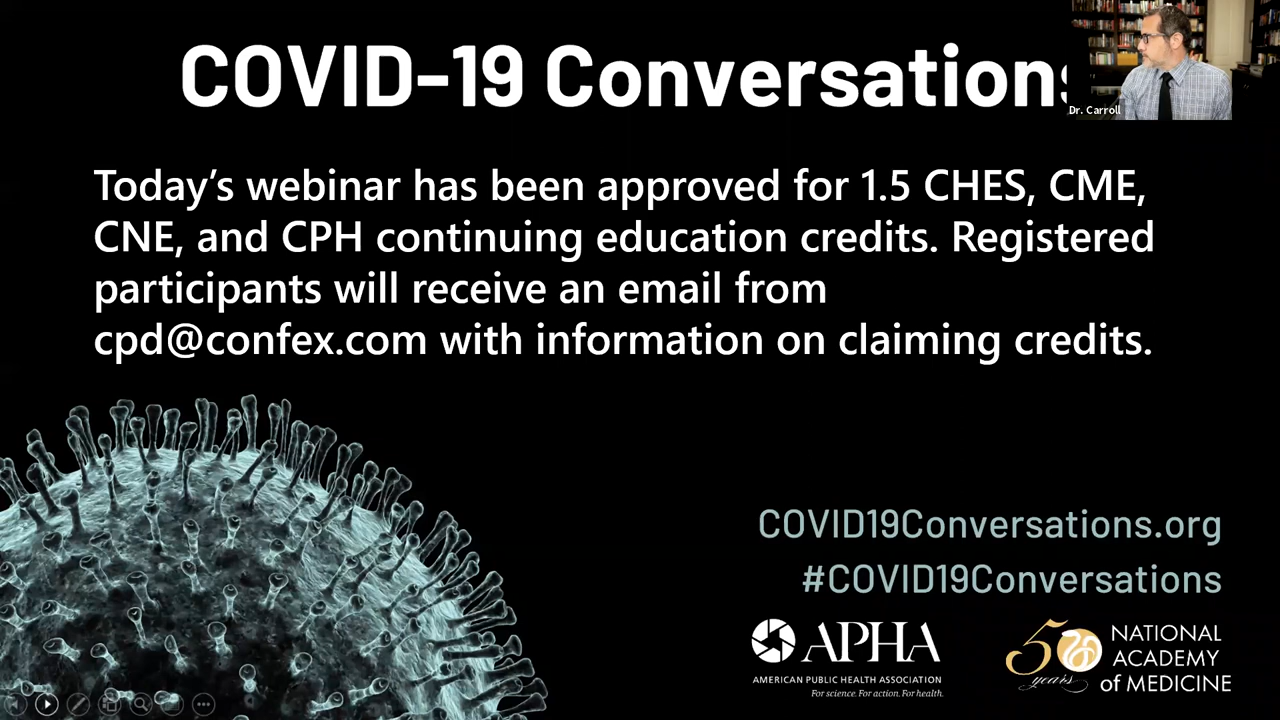 COVID-19 Conversations
Dr. Carroll
Today's webinar has been approved for 1.5 CHES, CME,
CNE, and CPH continuing education credits. Registered
participants will receive an email from
cpd@confex.com with information on claiming credits.
COVID19Conversations.org
#COVID19Conversations
APHA
AMERICAN PUBLIC HEALTH ASSOCIATION
For science. For action. For health.
50
years
NATIONAL
ACADEMY
of MEDICINE